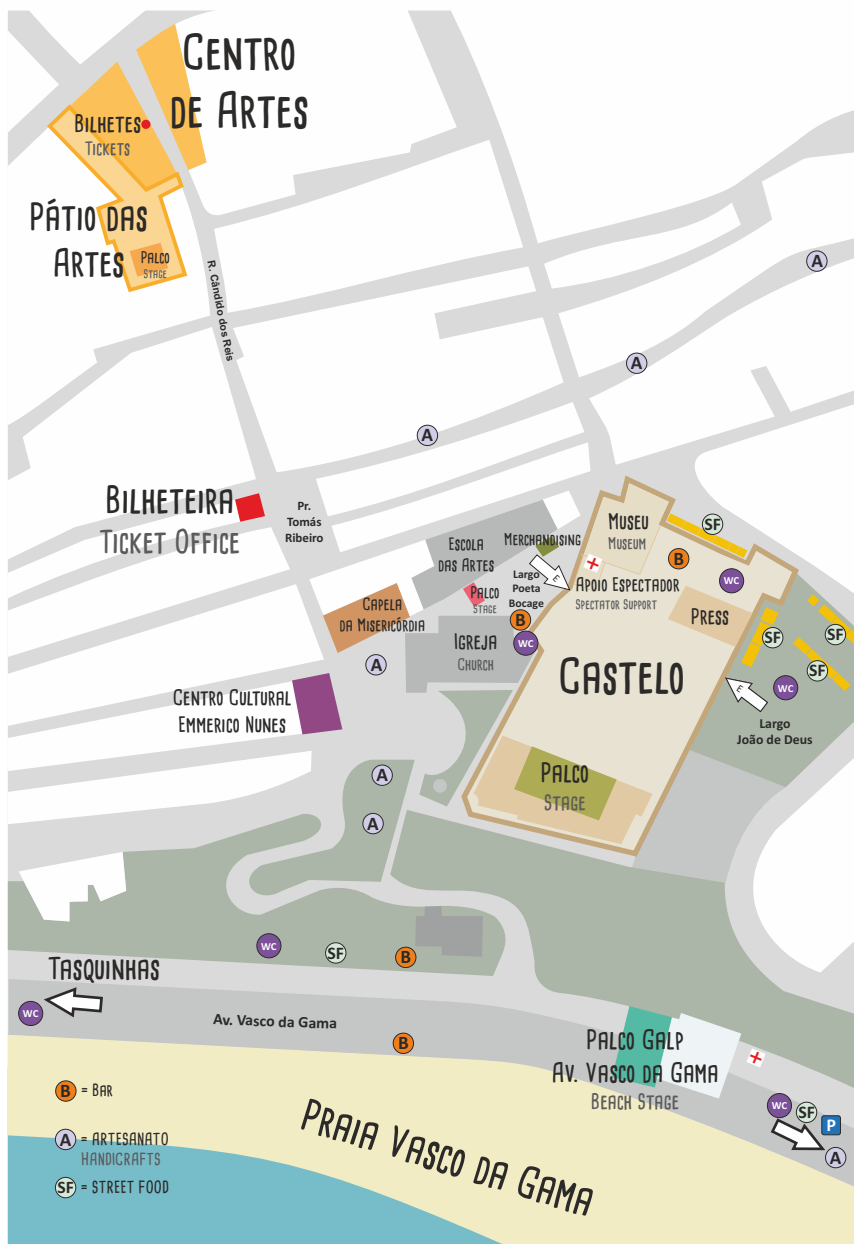 CENTRO
DE ARTES
BILHETES
TICKETS
PÁTIO DAS
ARTES
PALCO
STAGE
R. Cândido dos Reis
A
A
A
BILHETEIRA
TICKET OFFICE
Pr.
Tomás
Ribeiro
ESCOLA
DAS ARTES
MERCHANDISING
MUSEU
MUSEUM
SF
B
WC
E
APOIO ESPECTADOR
SPECTATOR SUPPORT
Largo
Poeta
Bocage
PALCO
STAGE
PRESS
CAPELA
DA MISERICÓRDIA
B
WC
IGREJA
CHURCH
A
SF
SF
SF
CASTELO
E
WC
Largo
João de Deus
CENTRO CULTURAL
EMMERICO NUNES
A
A
PALCO
STAGE
WC
SF
B
TASQUINHAS
WC
Av. Vasco da Gama
B
PALCO GALP
AV. VASCO DA GAMA
BEACH STAGE
WC
SF
P
A
PRAIA VASCO DA GAMA
B = BAR
A = ARTESANATO
HANDICRAFTS
SF = STREET FOOD